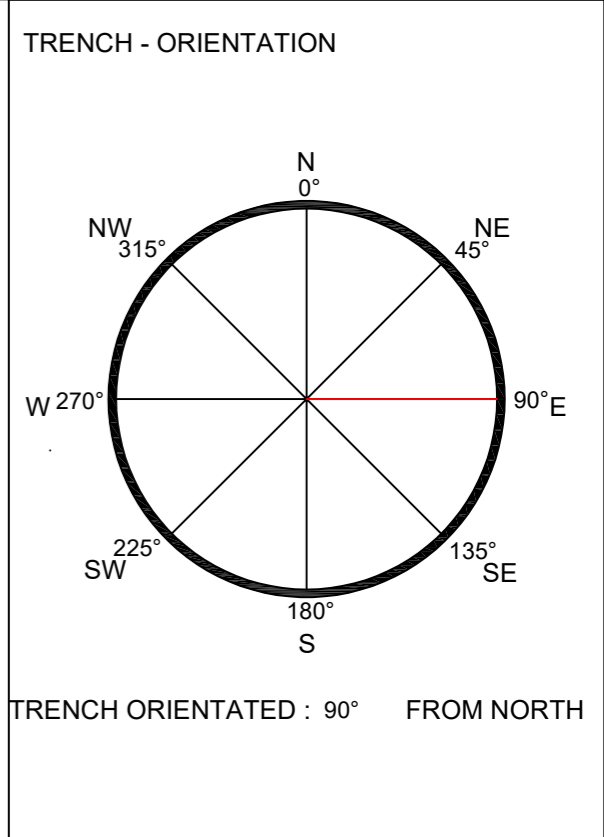 TRENCH - ORIENTATION
N
0°
NW
315°
NE
45°
W 270°
90° E
225°
SW
135°
SE
180°
S
TRENCH ORIENTATED : 90° FROM NORTH